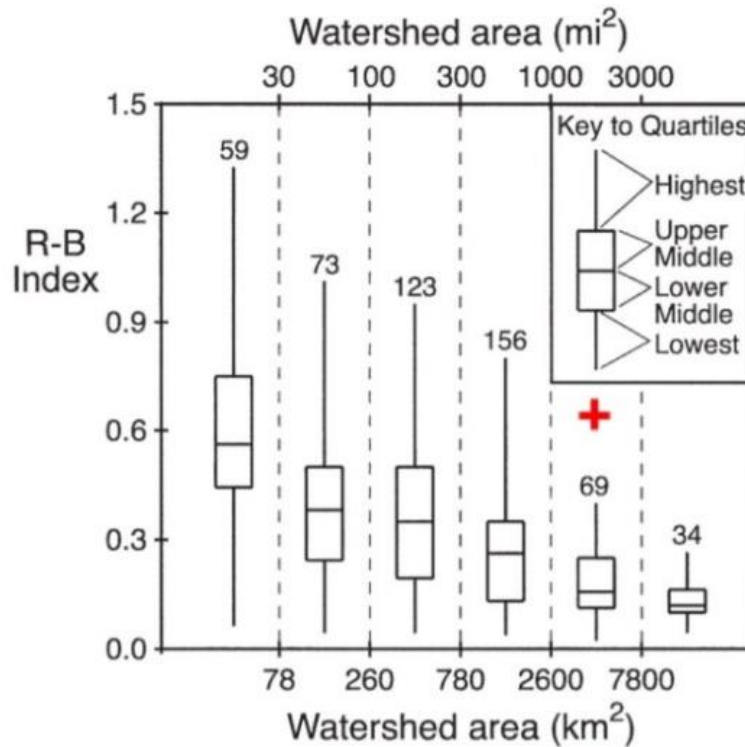 Watershed area (mi²)
30 100 300 1000 3000
1.5
1.2
0.9
0.6
0.3
0.0
R-B
Index
59
73
123
156
69
34
Key to Quartiles
Highest
Upper
Middle
Lower
Middle
Lowest
78 260 780 2600 7800
Watershed area (km²)